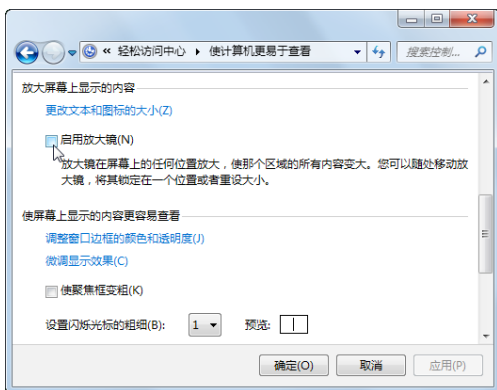 « 轻松访问中心 ▸ 使计算机更易于查看
搜索控制...
放大屏幕上显示的内容
更改文本和图标的大小(Z)
启用放大镜(N)
放大镜在屏幕上的任何位置放大，使那个区域的所有内容变大。您可以随处移动放
大镜，将其锁定在一个位置或者重设大小。
使屏幕上显示的内容更容易查看
调整窗口边框的颜色和透明度(J)
微调显示效果(C)
使聚焦框变粗(K)
设置闪烁光标的粗细(B): 1 预览:
确定(O) 取消 应用(P)